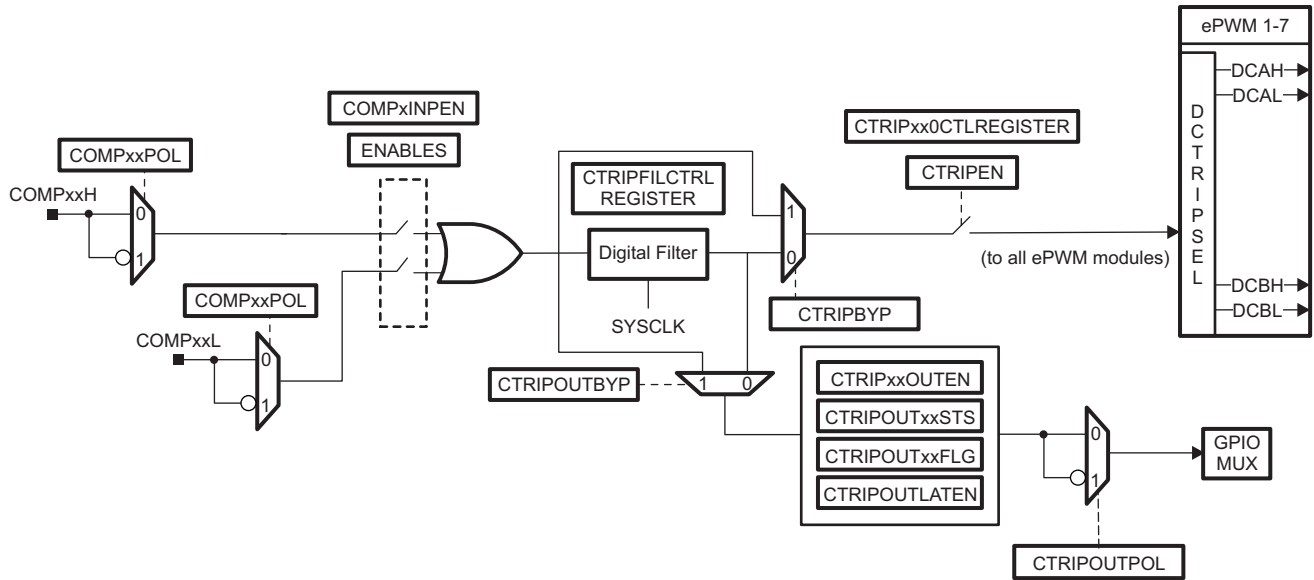 ePWM 1-7
DCAH
DCAL
DCTRIPSEL
DCBH
DCBL
COMPxINPEN
ENABLES
COMPxxPOL
COMPxxH
0
1
COMPxxPOL
COMPxxL
0
1
CTRIPFILCTRL
REGISTER
Digital Filter
SYSCLK
1
0
CTRIPBYP
CTRIPxx0CTLREGISTER
CTRIPEN
(to all ePWM modules)
CTRIPOUTBYP
1 0
CTRIPxxOUTEN
CTRIPOUTxxSTS
CTRIPOUTxxFLG
CTRIPOUTLATEN
0
1
CTRIPOUTPOL
GPIO
MUX